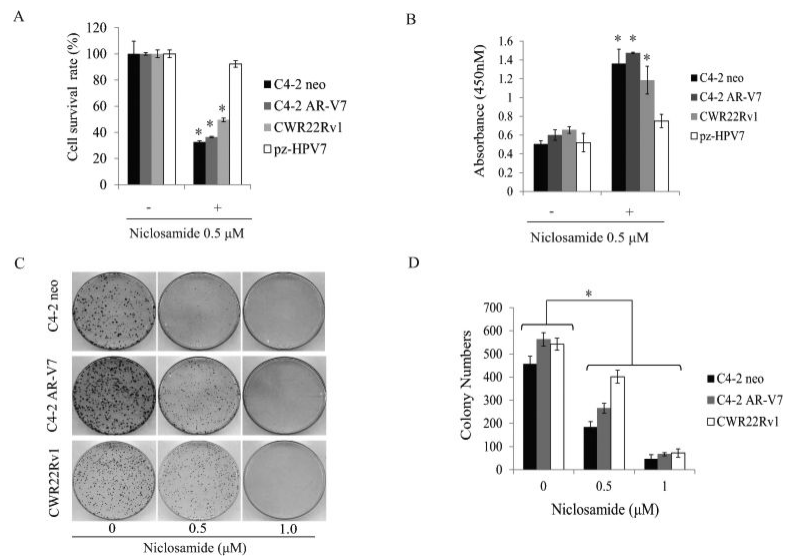 A
Cell survival rate (%)
120
100
80
60
40
20
0
* * *
-
+
Niclosamide 0.5 μM
C4-2 neo
C4-2 AR-V7
CWR22Rv1
pz-HPV7
B
Absorbance (450nM)
1.6
1.4
1.2
1
0.8
0.6
0.4
0.2
0
* * *
-
+
Niclosamide 0.5 μM
C4-2 neo
C4-2 AR-V7
CWR22Rv1
pz-HPV7
C
C4-2 neo
C4-2 AR-V7
CWR22Rv1
0 0.5 1.0
Niclosamide (μM)
D
Colony Numbers
700
600
500
400
300
200
100
0
*
0 0.5 1
Niclosamide (μM)
C4-2 neo
C4-2 AR-V7
CWR22Rv1